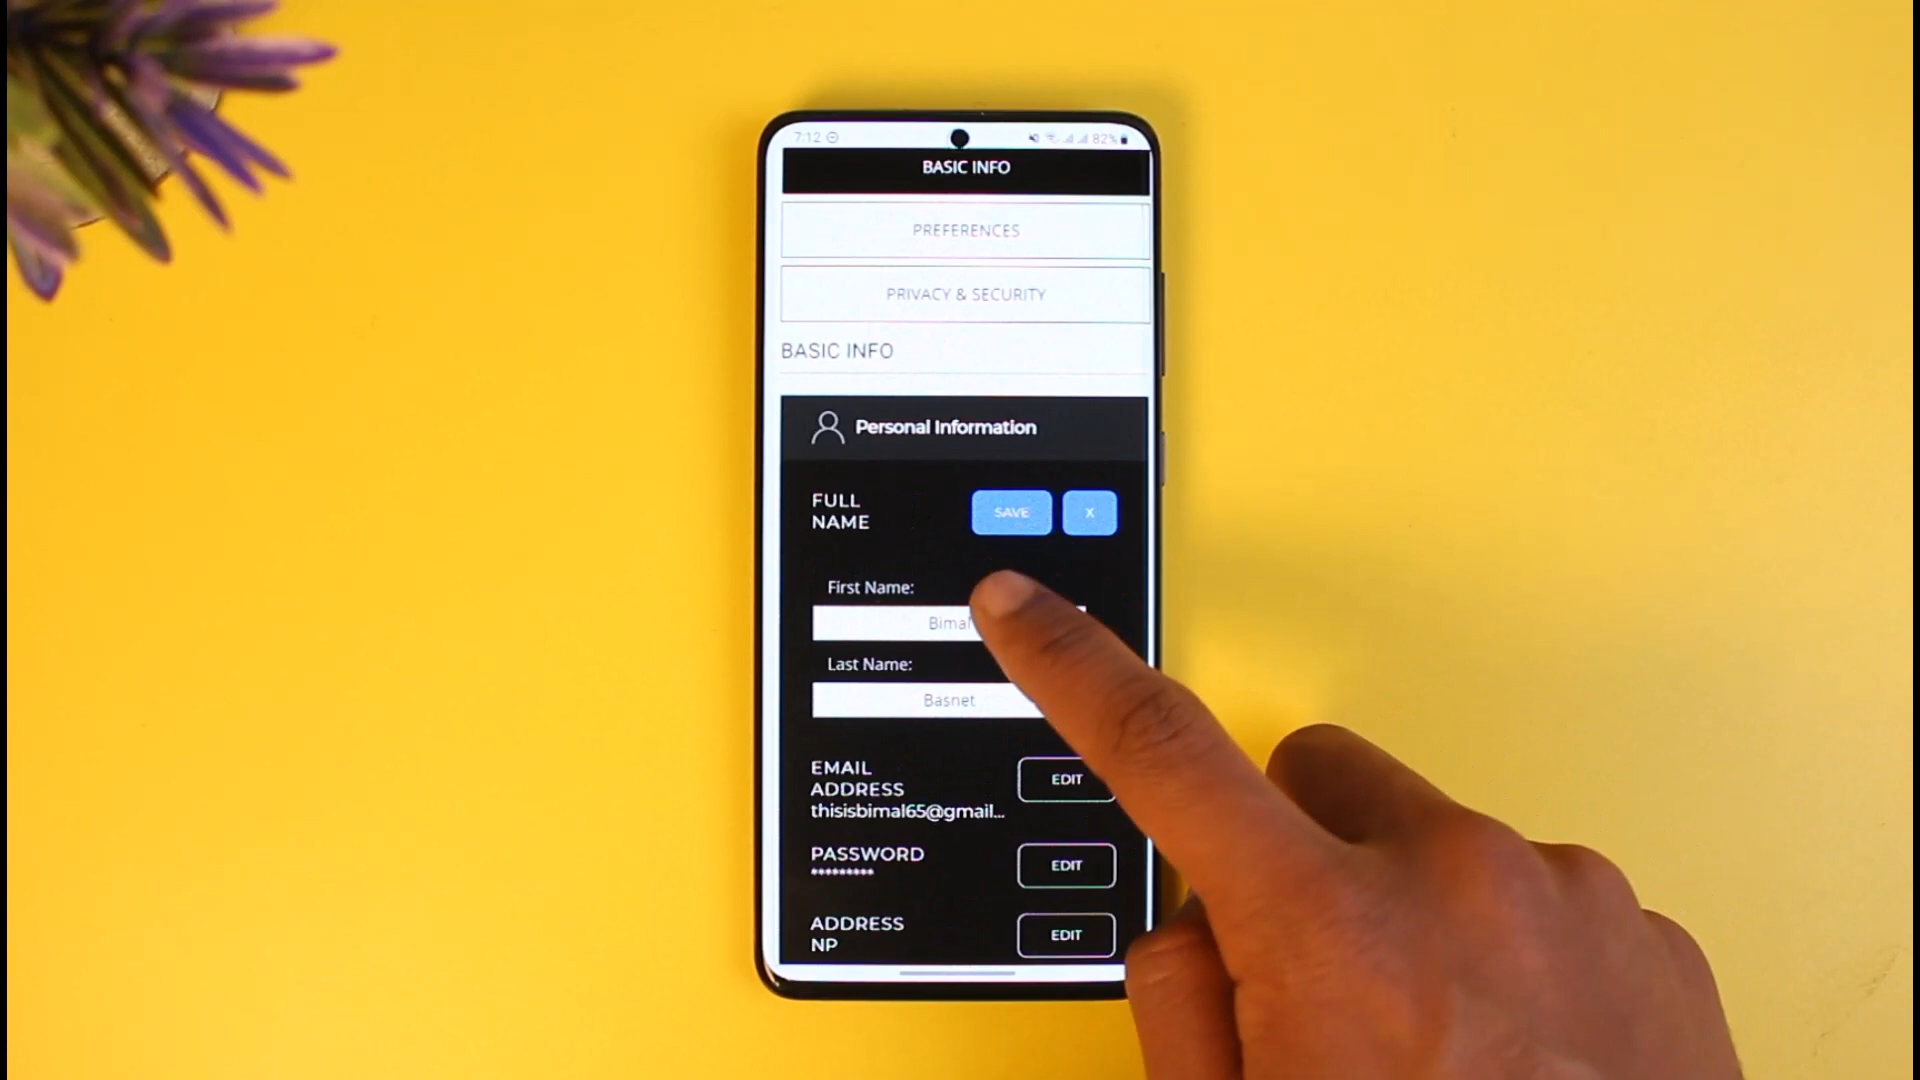 7:12
82%
BASIC INFO
PREFERENCES
PRIVACY & SECURITY
BASIC INFO
Personal Information
FULL
NAME
SAVE
X
First Name:
Bimal
Last Name:
Basnet
EMAIL
ADDRESS
thisisbimal65@gmail...
EDIT
PASSWORD
*********
EDIT
ADDRESS
NP
EDIT